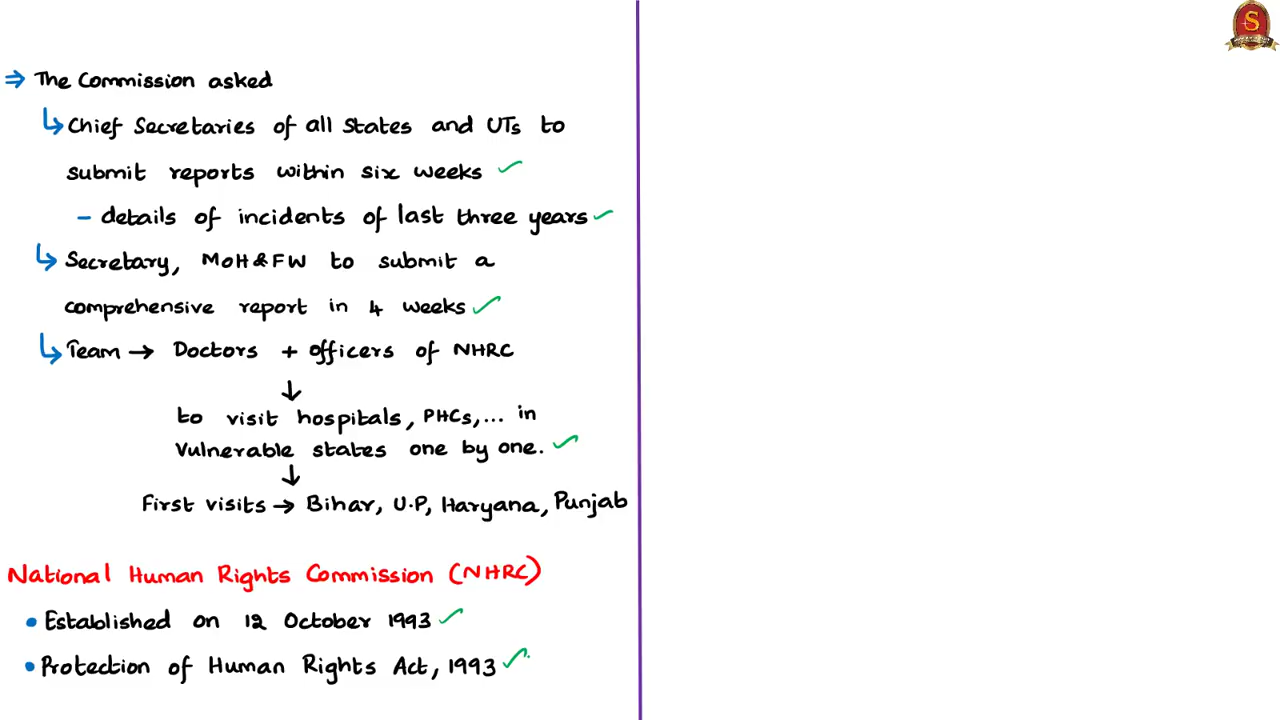 ⇒ The Commission asked
↳ Chief Secretaries of all States and UTs to
submit reports within six weeks ✓
- details of incidents of last three years ✓
↳ Secretary, MoH&FW to submit a
comprehensive report in 4 weeks ✓
↳ Team → Doctors + officers of NHRC
↓
to visit hospitals, PHCs,... in
Vulnerable states one by one. ✓
↓
First visits → Bihar, U.P, Haryana, Punjab
National Human Rights Commission (NHRC)
• Established on 12 October 1993 ✓
• Protection of Human Rights Act, 1993 ✓
S